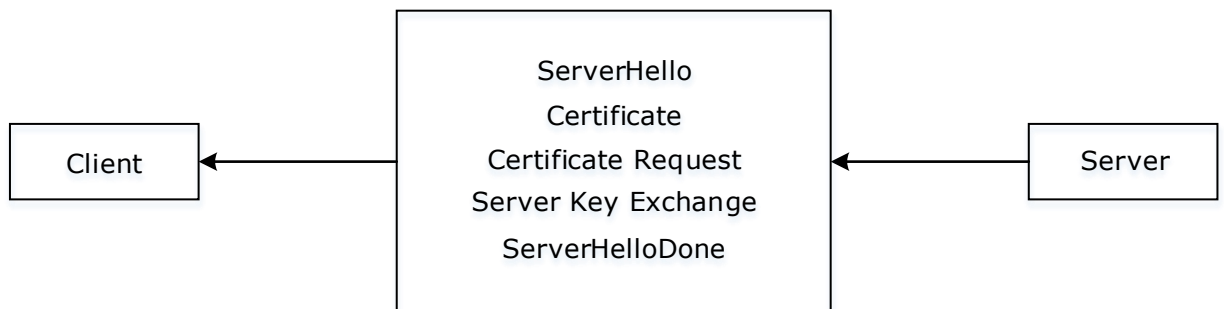 ServerHello
Certificate
Client
Certificate Request
Server
Server Key Exchange
ServerHelloDone